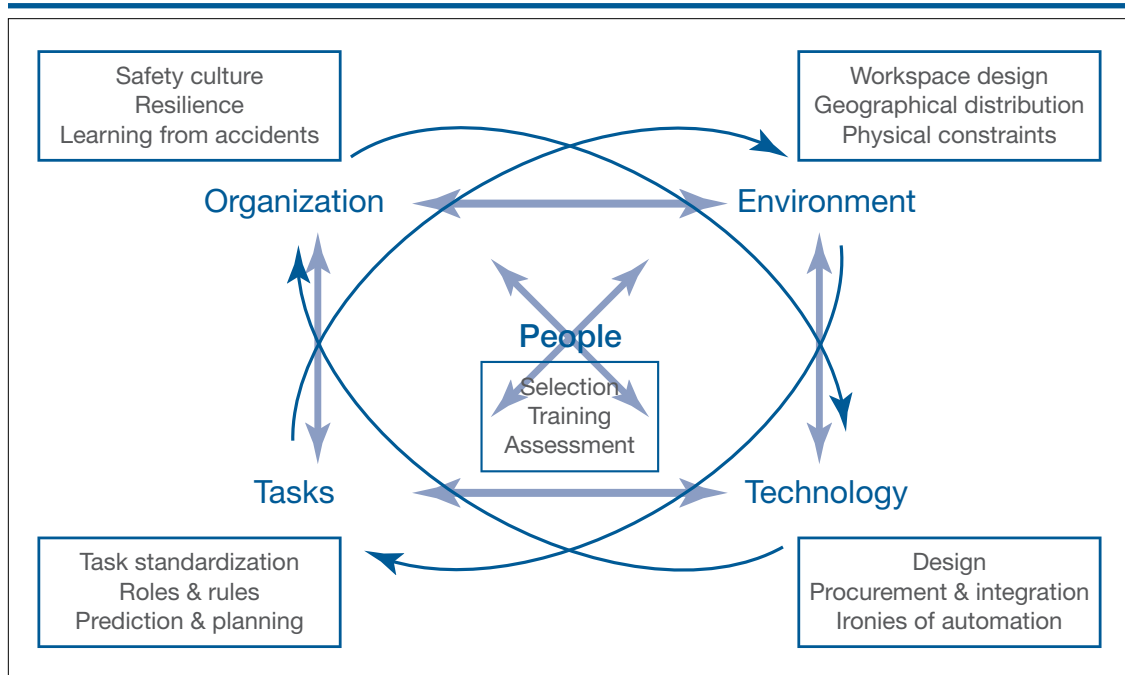 Safety culture
Resilience
Learning from accidents
Workspace design
Geographical distribution
Physical constraints
Organization
Environment
People
Selection
Training
Assessment
Tasks
Technology
Task standardization
Roles & rules
Prediction & planning
Design
Procurement & integration
Ironies of automation